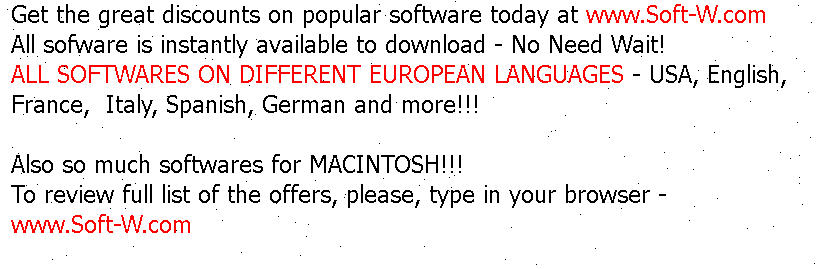 Get the great discounts on popular software today at www.Soft-W.com
All sofware is instantly available to download - No Need Wait!
ALL SOFTWARES ON DIFFERENT EUROPEAN LANGUAGES - USA, English,
France,  Italy, Spanish, German and more!!!
Also so much softwares for MACINTOSH!!!
To review full list of the offers, please, type in your browser -
www.Soft-W.com